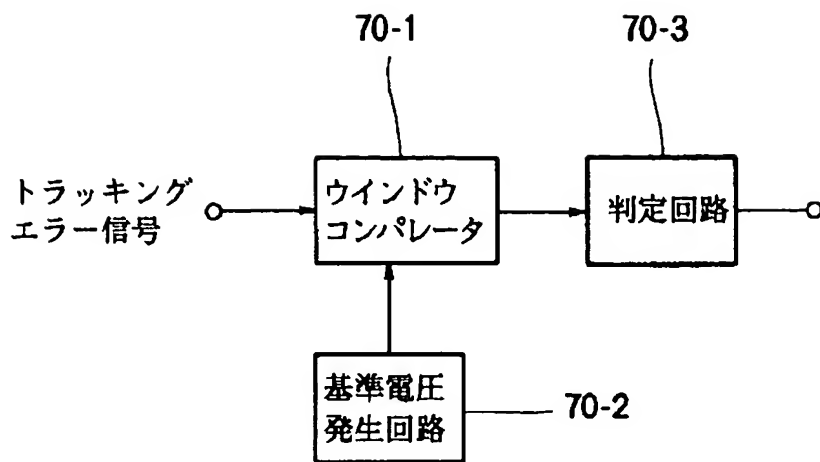 70-1
70-3
トラッキング
エラー信号
ウインドウ
コンパレータ
判定回路
基準電圧
発生回路
70-2